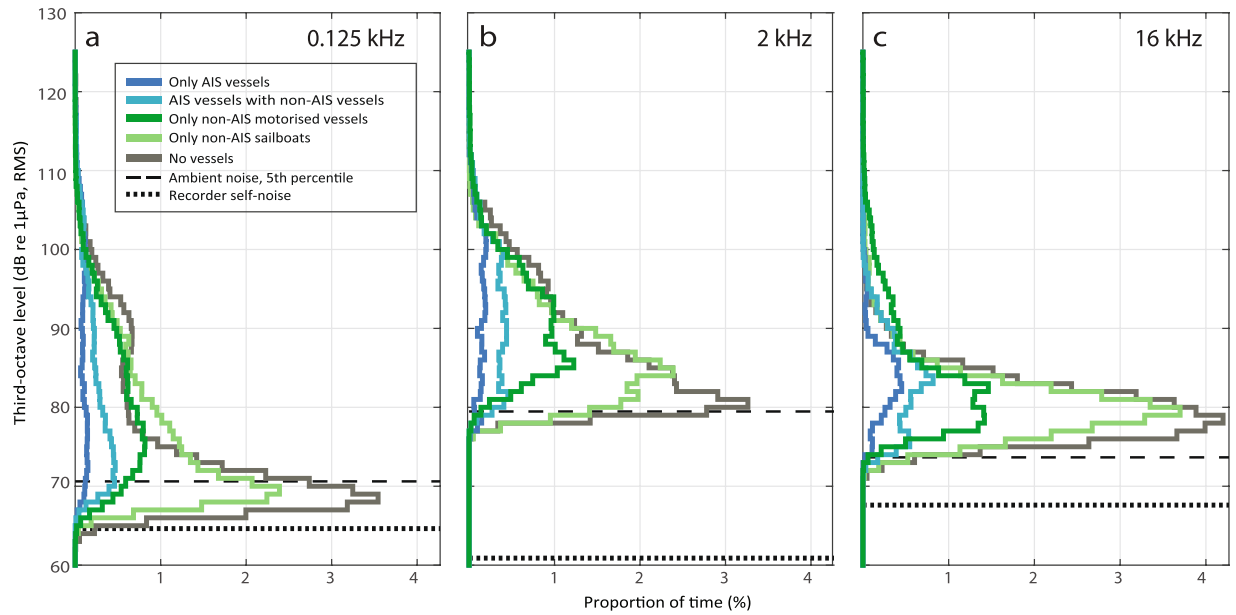 a
0.125 kHz
b
2 kHz
c
16 kHz
Only AIS vessels
AIS vessels with non-AIS vessels
Only non-AIS motorised vessels
Only non-AIS sailboats
No vessels
Ambient noise, 5th percentile
Recorder self-noise
Third-octave level (dB re 1µPa, RMS)
130
120
110
100
90
80
70
60
1 2 3 4
1 2 3 4
1 2 3 4
Proportion of time (%)